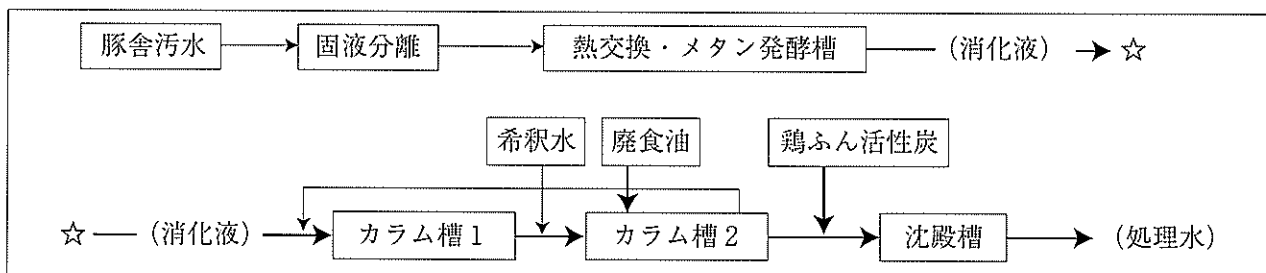 豚舎汚水 固液分離 熱交換・メタン発酵槽 (消化液) ☆
希釈水 廃食油 鶏ふん活性炭
☆ (消化液) カラム槽1 カラム槽2 沈殿槽 (処理水)